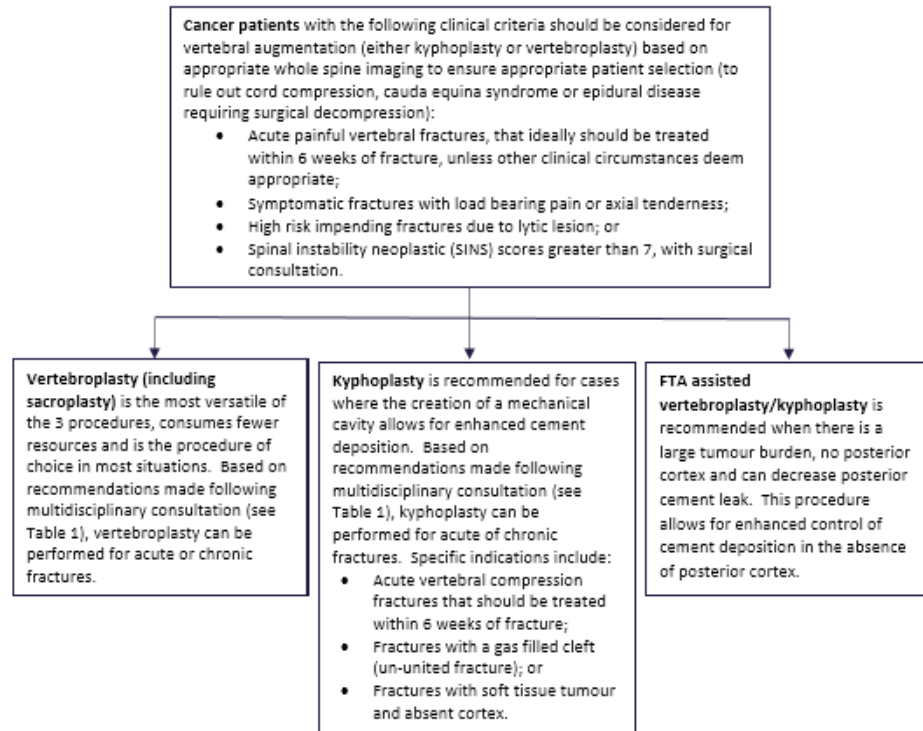 Cancer patients with the following clinical criteria should be considered for
vertebral augmentation (either kyphoplasty or vertebroplasty) based on
appropriate whole spine imaging to ensure appropriate patient selection (to
rule out cord compression, cauda equina syndrome or epidural disease
requiring surgical decompression):
• Acute painful vertebral fractures, that ideally should be treated
within 6 weeks of fracture, unless other clinical circumstances deem
appropriate;
• Symptomatic fractures with load bearing pain or axial tenderness;
• High risk impending fractures due to lytic lesion; or
• Spinal instability neoplastic (SINS) scores greater than 7, with surgical
consultation.
Vertebroplasty (including
sacroplasty) is the most versatile of
the 3 procedures, consumes fewer
resources and is the procedure of
choice in most situations. Based on
recommendations made following
multidisciplinary consultation (see
Table 1), vertebroplasty can be
performed for acute or chronic
fractures.
Kyphoplasty is recommended for cases
where the creation of a mechanical
cavity allows for enhanced cement
deposition. Based on
recommendations made following
multidisciplinary consultation (see
Table 1), kyphoplasty can be
performed for acute of chronic
fractures. Specific indications include:
• Acute vertebral compression
fractures that should be treated
within 6 weeks of fracture;
• Fractures with a gas filled cleft
(un-united fracture); or
• Fractures with soft tissue tumour
and absent cortex.
FTA assisted
vertebroplasty/kyphoplasty is
recommended when there is a
large tumour burden, no posterior
cortex and can decrease posterior
cement leak. This procedure
allows for enhanced control of
cement deposition in the absence
of posterior cortex.